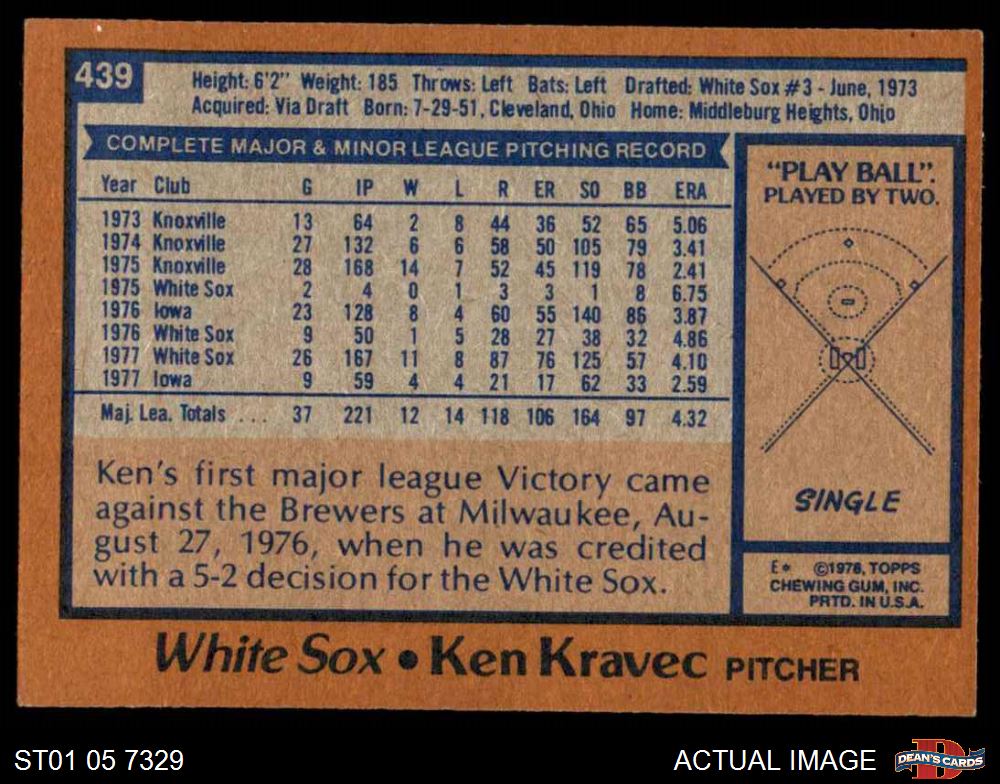 439
Height: 6'2" Weight: 185 Throws: Left Bats: Left Drafted: White Sox #3 - June, 1973
Acquired: Via Draft Born: 7-29-51, Cleveland, Ohio Home: Middleburg Heights, Ohio
COMPLETE MAJOR & MINOR LEAGUE PITCHING RECORD
Year Club G IP W L R ER SO BB ERA
1973 Knoxville 13 64 2 8 44 36 52 65 5.06
1974 Knoxville 27 132 6 6 58 50 105 79 3.41
1975 Knoxville 28 168 14 7 52 45 119 78 2.41
1975 White Sox 2 4 0 1 3 3 1 8 6.75
1976 Iowa 23 128 8 4 60 55 140 86 3.87
1976 White Sox 9 50 1 5 28 27 38 32 4.86
1977 White Sox 26 167 11 8 87 76 125 57 4.10
1977 Iowa 9 59 4 4 21 17 62 33 2.59
Maj. Lea. Totals ... 37 221 12 14 118 106 164 97 4.32
Ken's first major league Victory came
against the Brewers at Milwaukee, Au-
gust 27, 1976, when he was credited
with a 5-2 decision for the White Sox.
"PLAY BALL".
PLAYED BY TWO.
SINGLE
E* ©1978, TOPPS
CHEWING GUM, INC.
PRTD. IN U.S.A.
White Sox • Ken Kravec PITCHER
ST01 05 7329
ACTUAL IMAGE
D
DEAN'S CARDS